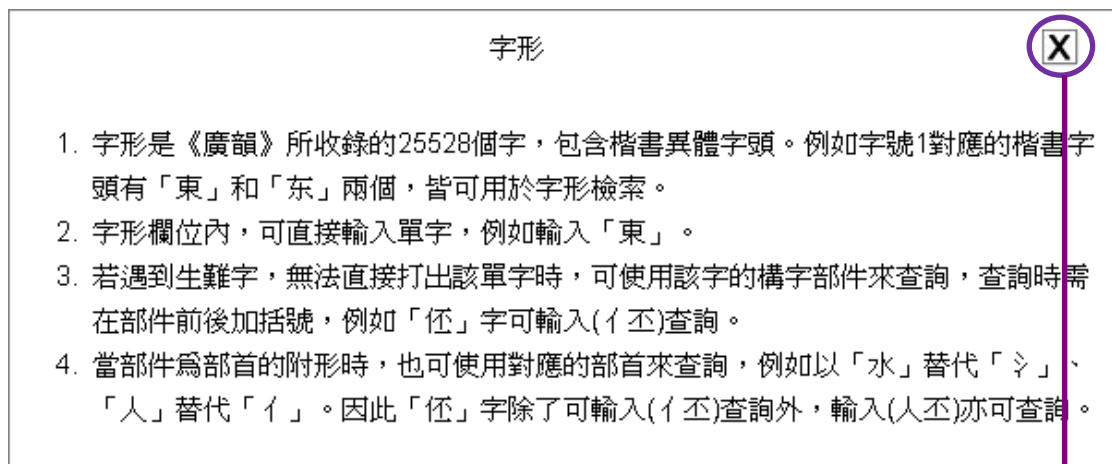 字形
X
1. 字形是《廣韻》所收錄的25528個字，包含楷書異體字頭。例如字號1對應的楷書字
頭有「東」和「东」兩個，皆可用於字形檢索。
2. 字形欄位內，可直接輸入單字，例如輸入「東」。
3. 若遇到生難字，無法直接打出該單字時，可使用該字的構字部件來查詢，查詢時需
在部件前後加括號，例如「伾」字可輸入(亻丕)查詢。
4. 當部件爲部首的附形時，也可使用對應的部首來查詢，例如以「水」替代「氵」、
「人」替代「亻」。因此「伾」字除了可輸入(亻丕)查詢外，輸入(人丕)亦可查詢。